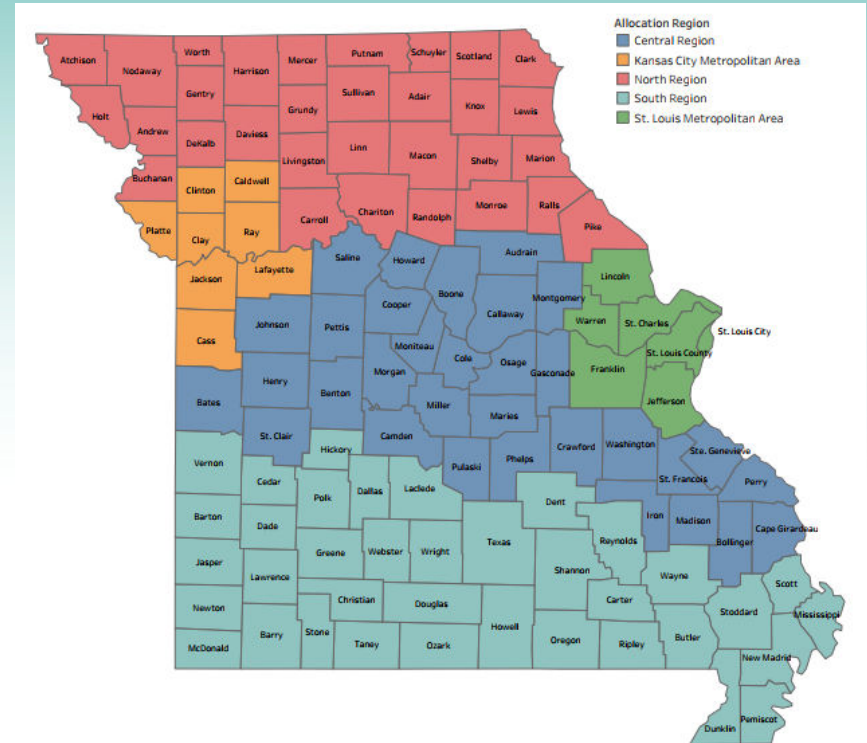 Allocation Region
Central Region
Kansas City Metropolitan Area
North Region
South Region
St. Louis Metropolitan Area
Atchison
Nodaway
Worth
Harrison
Mercer
Putnam
Schuyler
Scotland
Clark
Gentry
Sullivan
Adair
Knox
Lewis
Holt
Andrew
DeKalb
Daviess
Grundy
Livingston
Linn
Macon
Shelby
Marion
Buchanan
Clinton
Caldwell
Carroll
Chariton
Randolph
Monroe
Ralls
Pike
Platte
Clay
Ray
Saline
Howard
Audrain
Jackson
Lafayette
Boone
Callaway
Montgomery
Lincoln
Cooper
Warren
St. Charles
St. Louis City
Cass
Johnson
Pettis
Moniteau
Cole
Osage
Gasconade
Franklin
St. Louis County
Bates
Henry
Benton
Morgan
Miller
Maries
Jefferson
St. Clair
Camden
Pulaski
Phelps
Crawford
Washington
Ste. Genevieve
Vernon
Hickory
St. Francois
Perry
Cedar
Polk
Dallas
Laclede
Dent
Iron
Madison
Bollinger
Cape Girardeau
Barton
Dade
Greene
Webster
Wright
Texas
Reynolds
Jasper
Lawrence
Shannon
Wayne
Scott
Newton
Christian
Douglas
Carter
Stoddard
Mississippi
McDonald
Barry
Stone
Taney
Ozark
Howell
Oregon
Ripley
Butler
New Madrid
Dunklin
Pemiscot